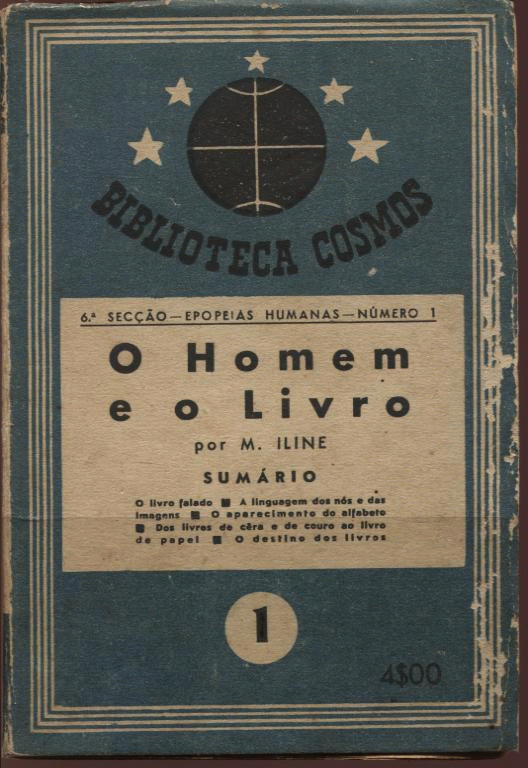 BIBLIOTECA COSMOS
6.ª SECÇÃO—EPOPEIAS HUMANAS—NÚMERO 1
O Homem
e o Livro
por M. ILINE
SUMÁRIO
O livro falado ■ A linguagem dos nós e das
imagens ■ O aparecimento do alfabeto
■ Dos livros de cêra e de couro ao livro
de papel ■ O destino dos livros
1
4$00